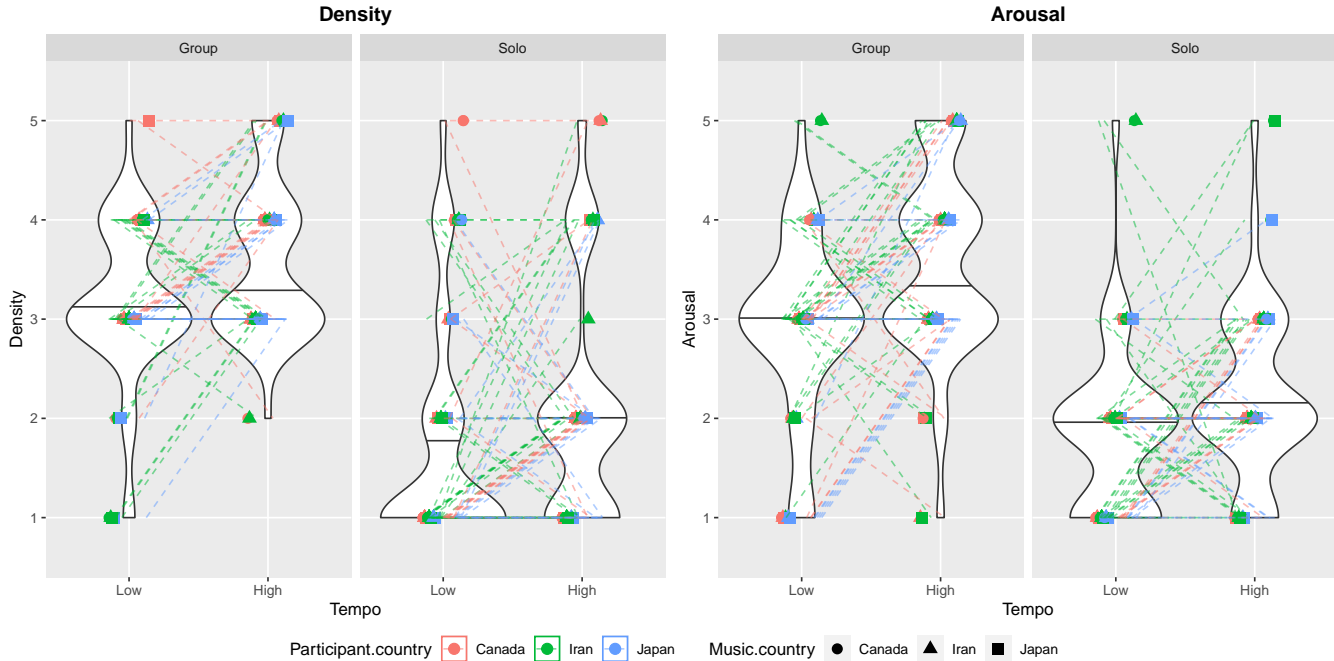 Density
Arousal
Group
Solo
Group
Solo
Density
5
4
3
2
1
Low
High
Low
High
Tempo
Arousal
5
4
3
2
1
Low
High
Low
High
Tempo
Participant.country Canada Iran Japan Music.country Canada Iran Japan